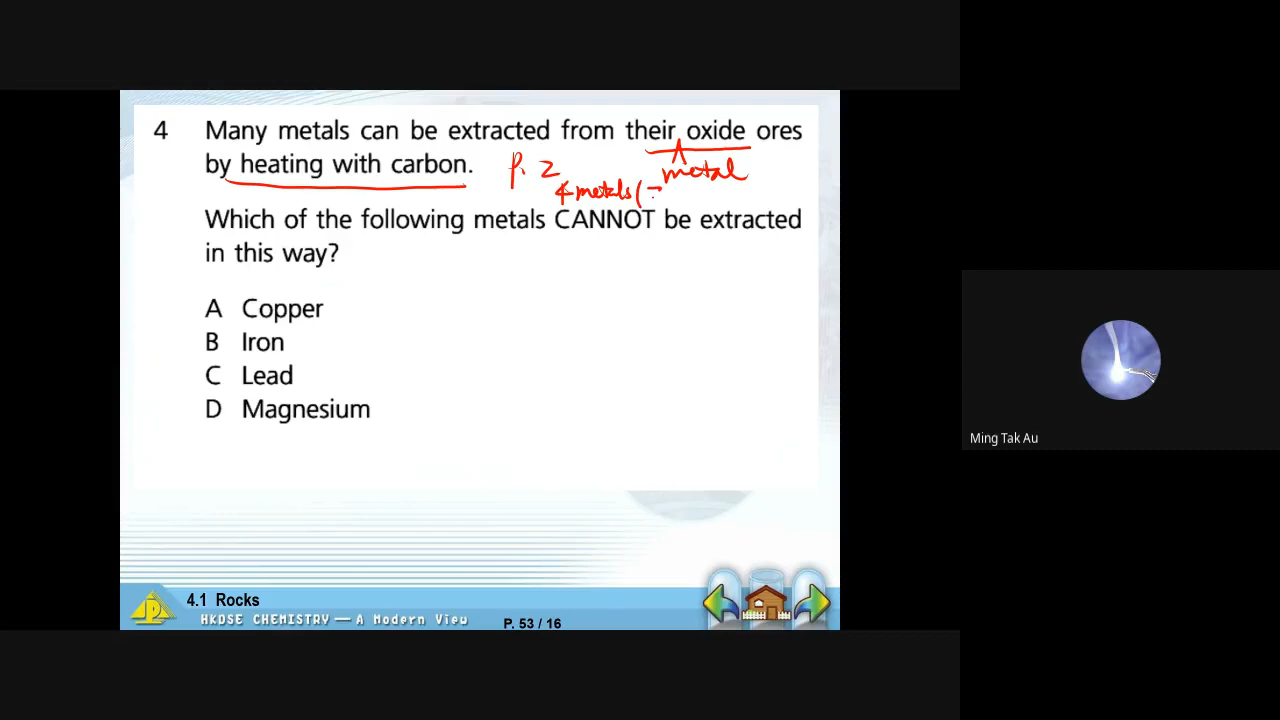 4 Many metals can be extracted from their oxide ores
by heating with carbon. P. 2 metal
4 metals (
Which of the following metals CANNOT be extracted
in this way?
A Copper
B Iron
C Lead
D Magnesium
Ming Tak Au
4.1 Rocks
HKDSE CHEMISTRY — A Modern View
P. 53 / 16